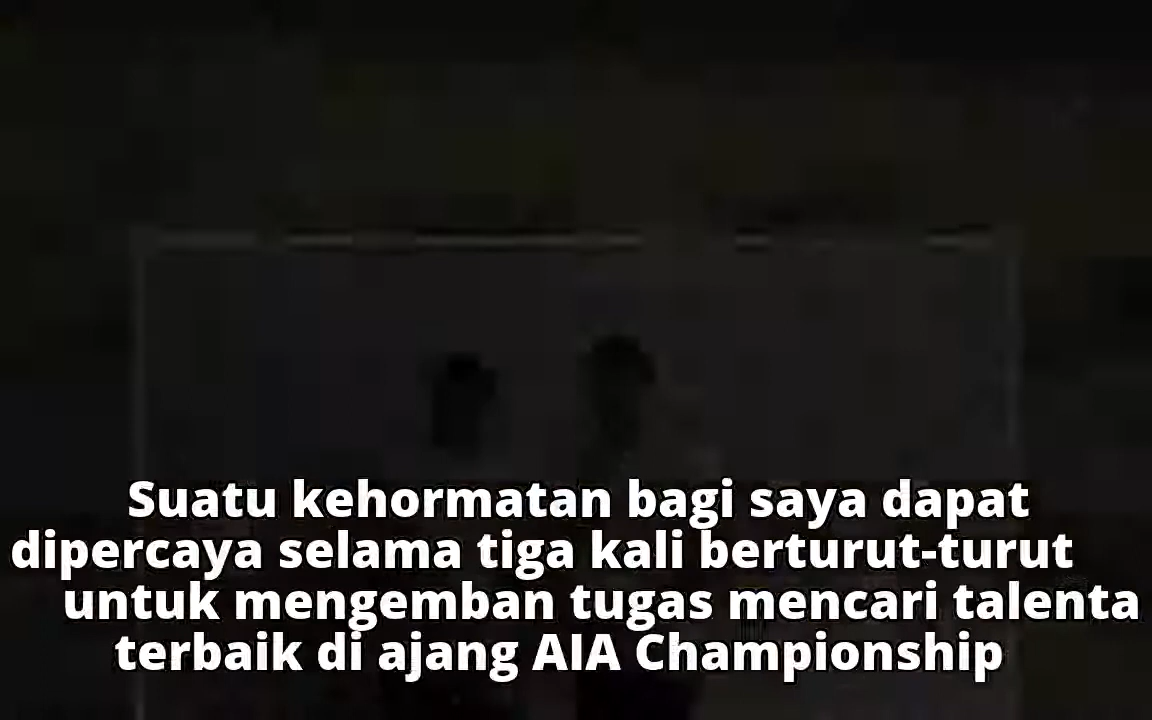 Suatu kehormatan bagi saya dapat
dipercaya selama tiga kali berturut-turut
untuk mengemban tugas mencari talenta
terbaik di ajang AIA Championship